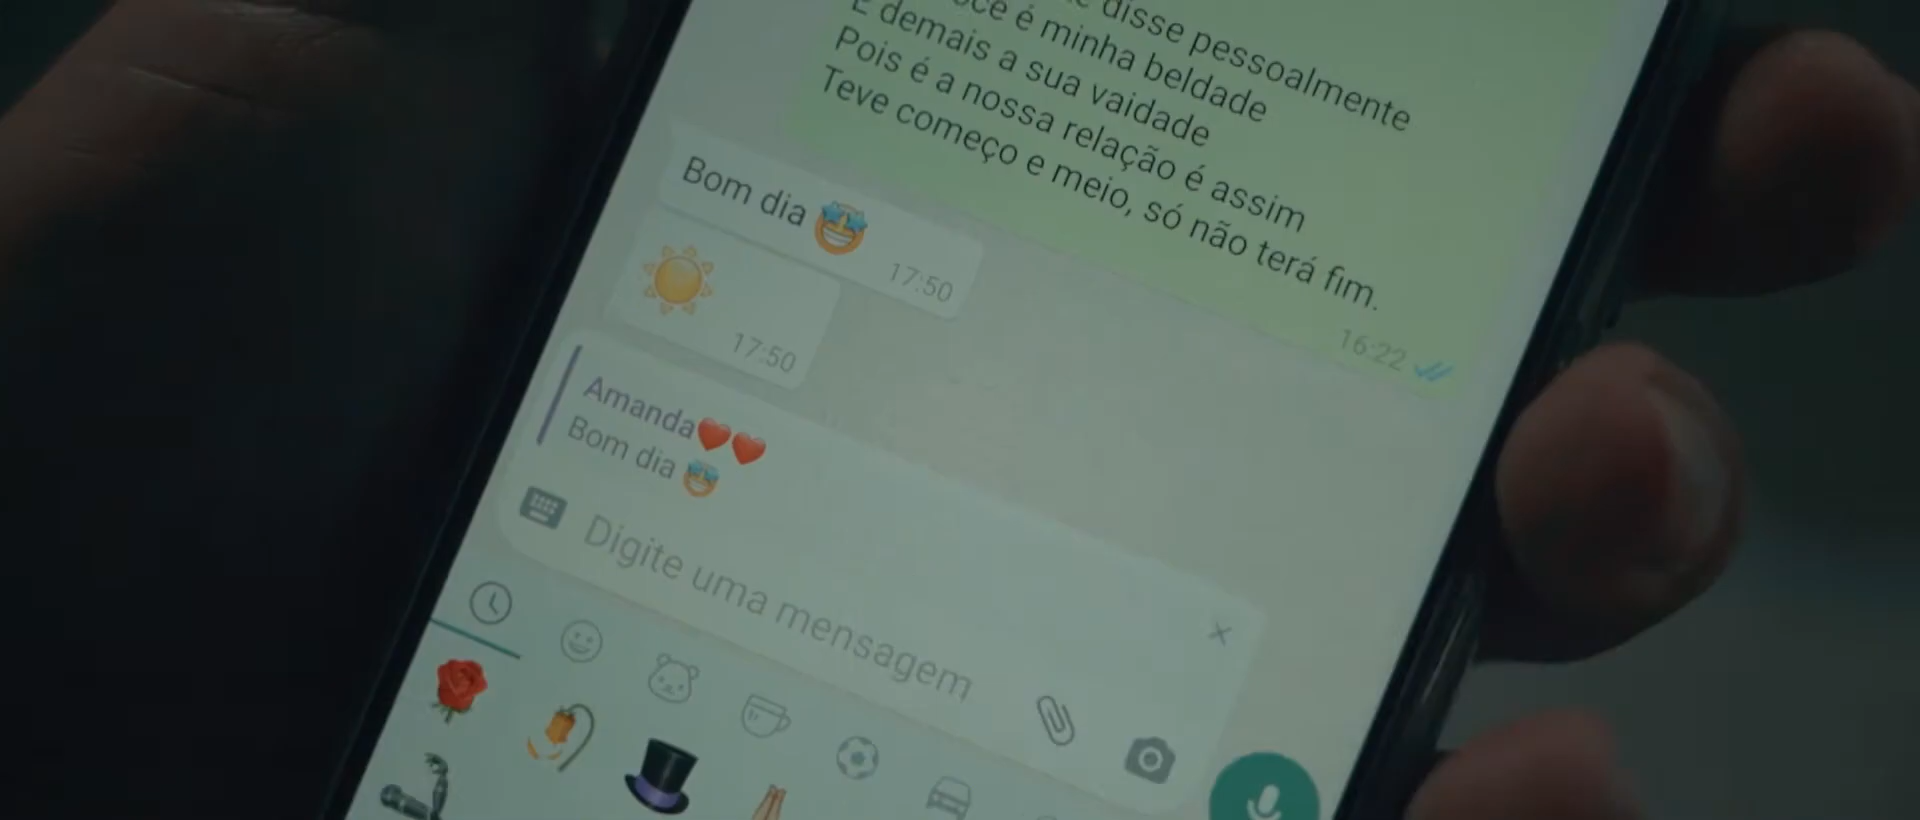 disse pessoalmente
é minha beldade
É demais a sua vaidade
Pois é a nossa relação é assim
Teve começo e meio, só não terá fim.
16:22
Bom dia 🤩
17:50
☀️
17:50
Amanda❤️❤️
Bom dia 🤩
Digite uma mensagem